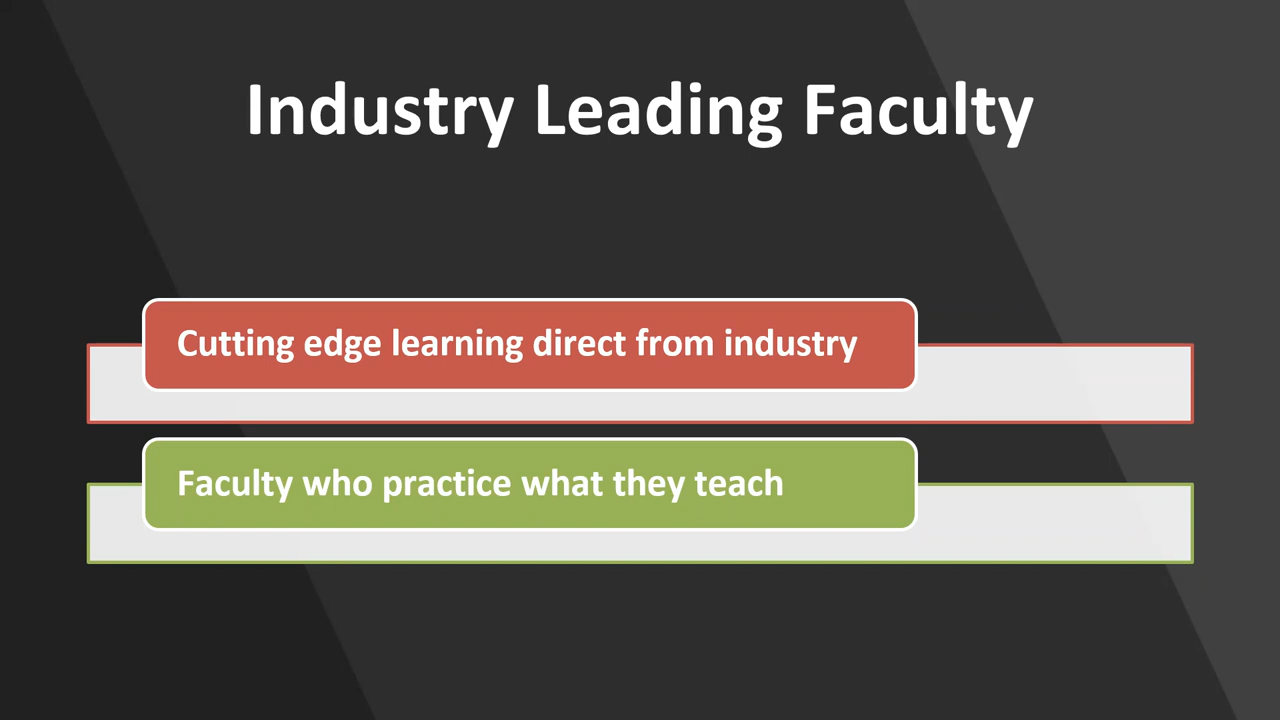 Industry Leading Faculty
Cutting edge learning direct from industry
Faculty who practice what they teach